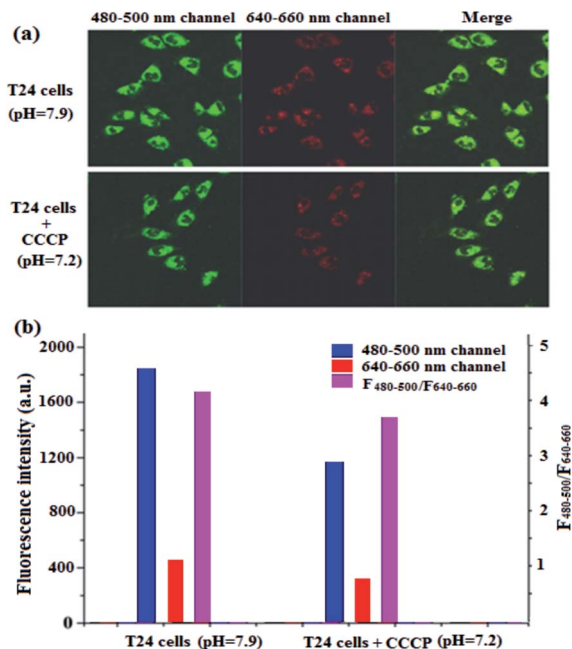 (a)
480-500 nm channel 640-660 nm channel Merge
T24 cells
(pH=7.9)
T24 cells
+
CCCP
(pH=7.2)
(b)
2000
1600
1200
800
400
0
Fluorescence intensity (a.u.)
480-500 nm channel
640-660 nm channel
F480-500/F640-660
5
4
3
2
1
F480-500/F640-660
T24 cells (pH=7.9) T24 cells + CCCP (pH=7.2)